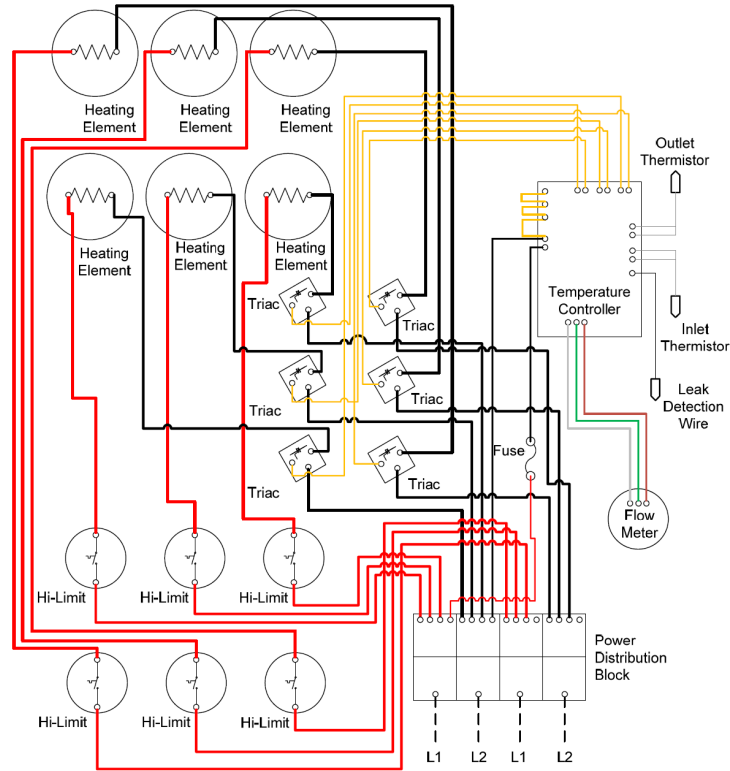 Heating
Element
Heating
Element
Heating
Element
Outlet
Thermistor
Heating
Element
Heating
Element
Heating
Element
Triac
Triac
Temperature
Controller
Inlet
Thermistor
Triac
Triac
Leak
Detection
Wire
Fuse
Triac
Triac
Flow
Meter
Hi-Limit
Hi-Limit
Hi-Limit
Power
Distribution
Block
Hi-Limit
Hi-Limit
Hi-Limit
L1
L2
L1
L2